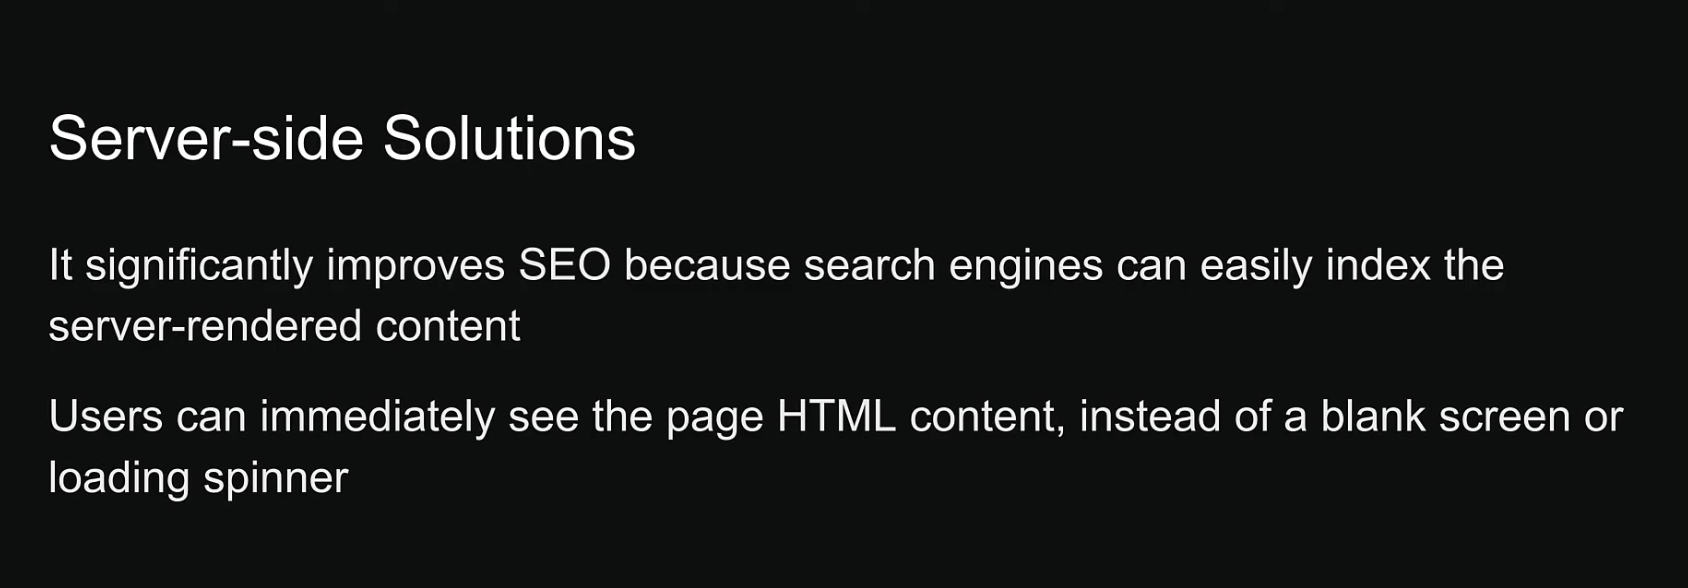 Server-side Solutions
It significantly improves SEO because search engines can easily index the
server-rendered content
Users can immediately see the page HTML content, instead of a blank screen or
loading spinner